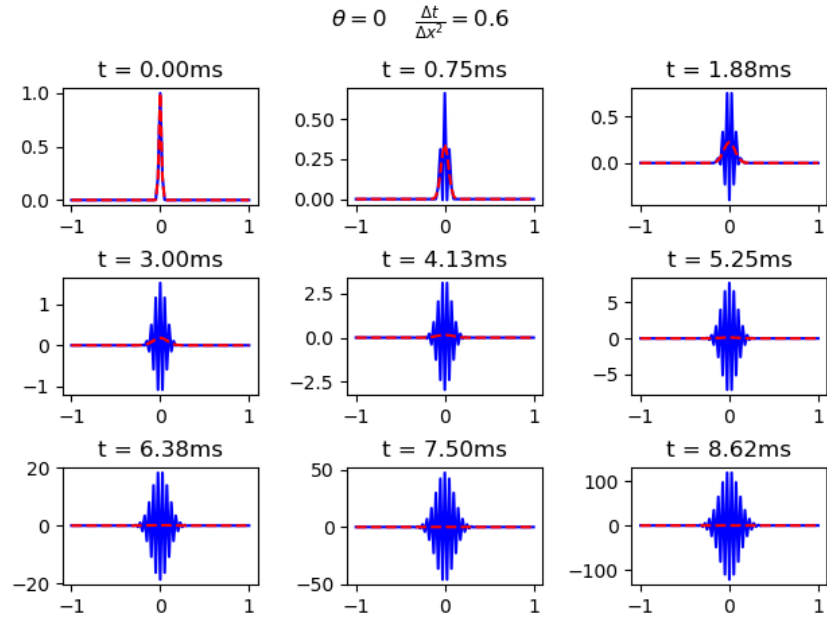 θ = 0   Δt/Δx² = 0.6
t = 0.00ms t = 0.75ms t = 1.88ms
1.0
0.5
0.0
−1 0 1
0.50
0.25
0.00
−1 0 1
0.5
0.0
−1 0 1
t = 3.00ms t = 4.13ms t = 5.25ms
1
0
−1
−1 0 1
2.5
0.0
−2.5
−1 0 1
5
0
−5
−1 0 1
t = 6.38ms t = 7.50ms t = 8.62ms
20
0
−20
−1 0 1
50
0
−50
−1 0 1
100
0
−100
−1 0 1